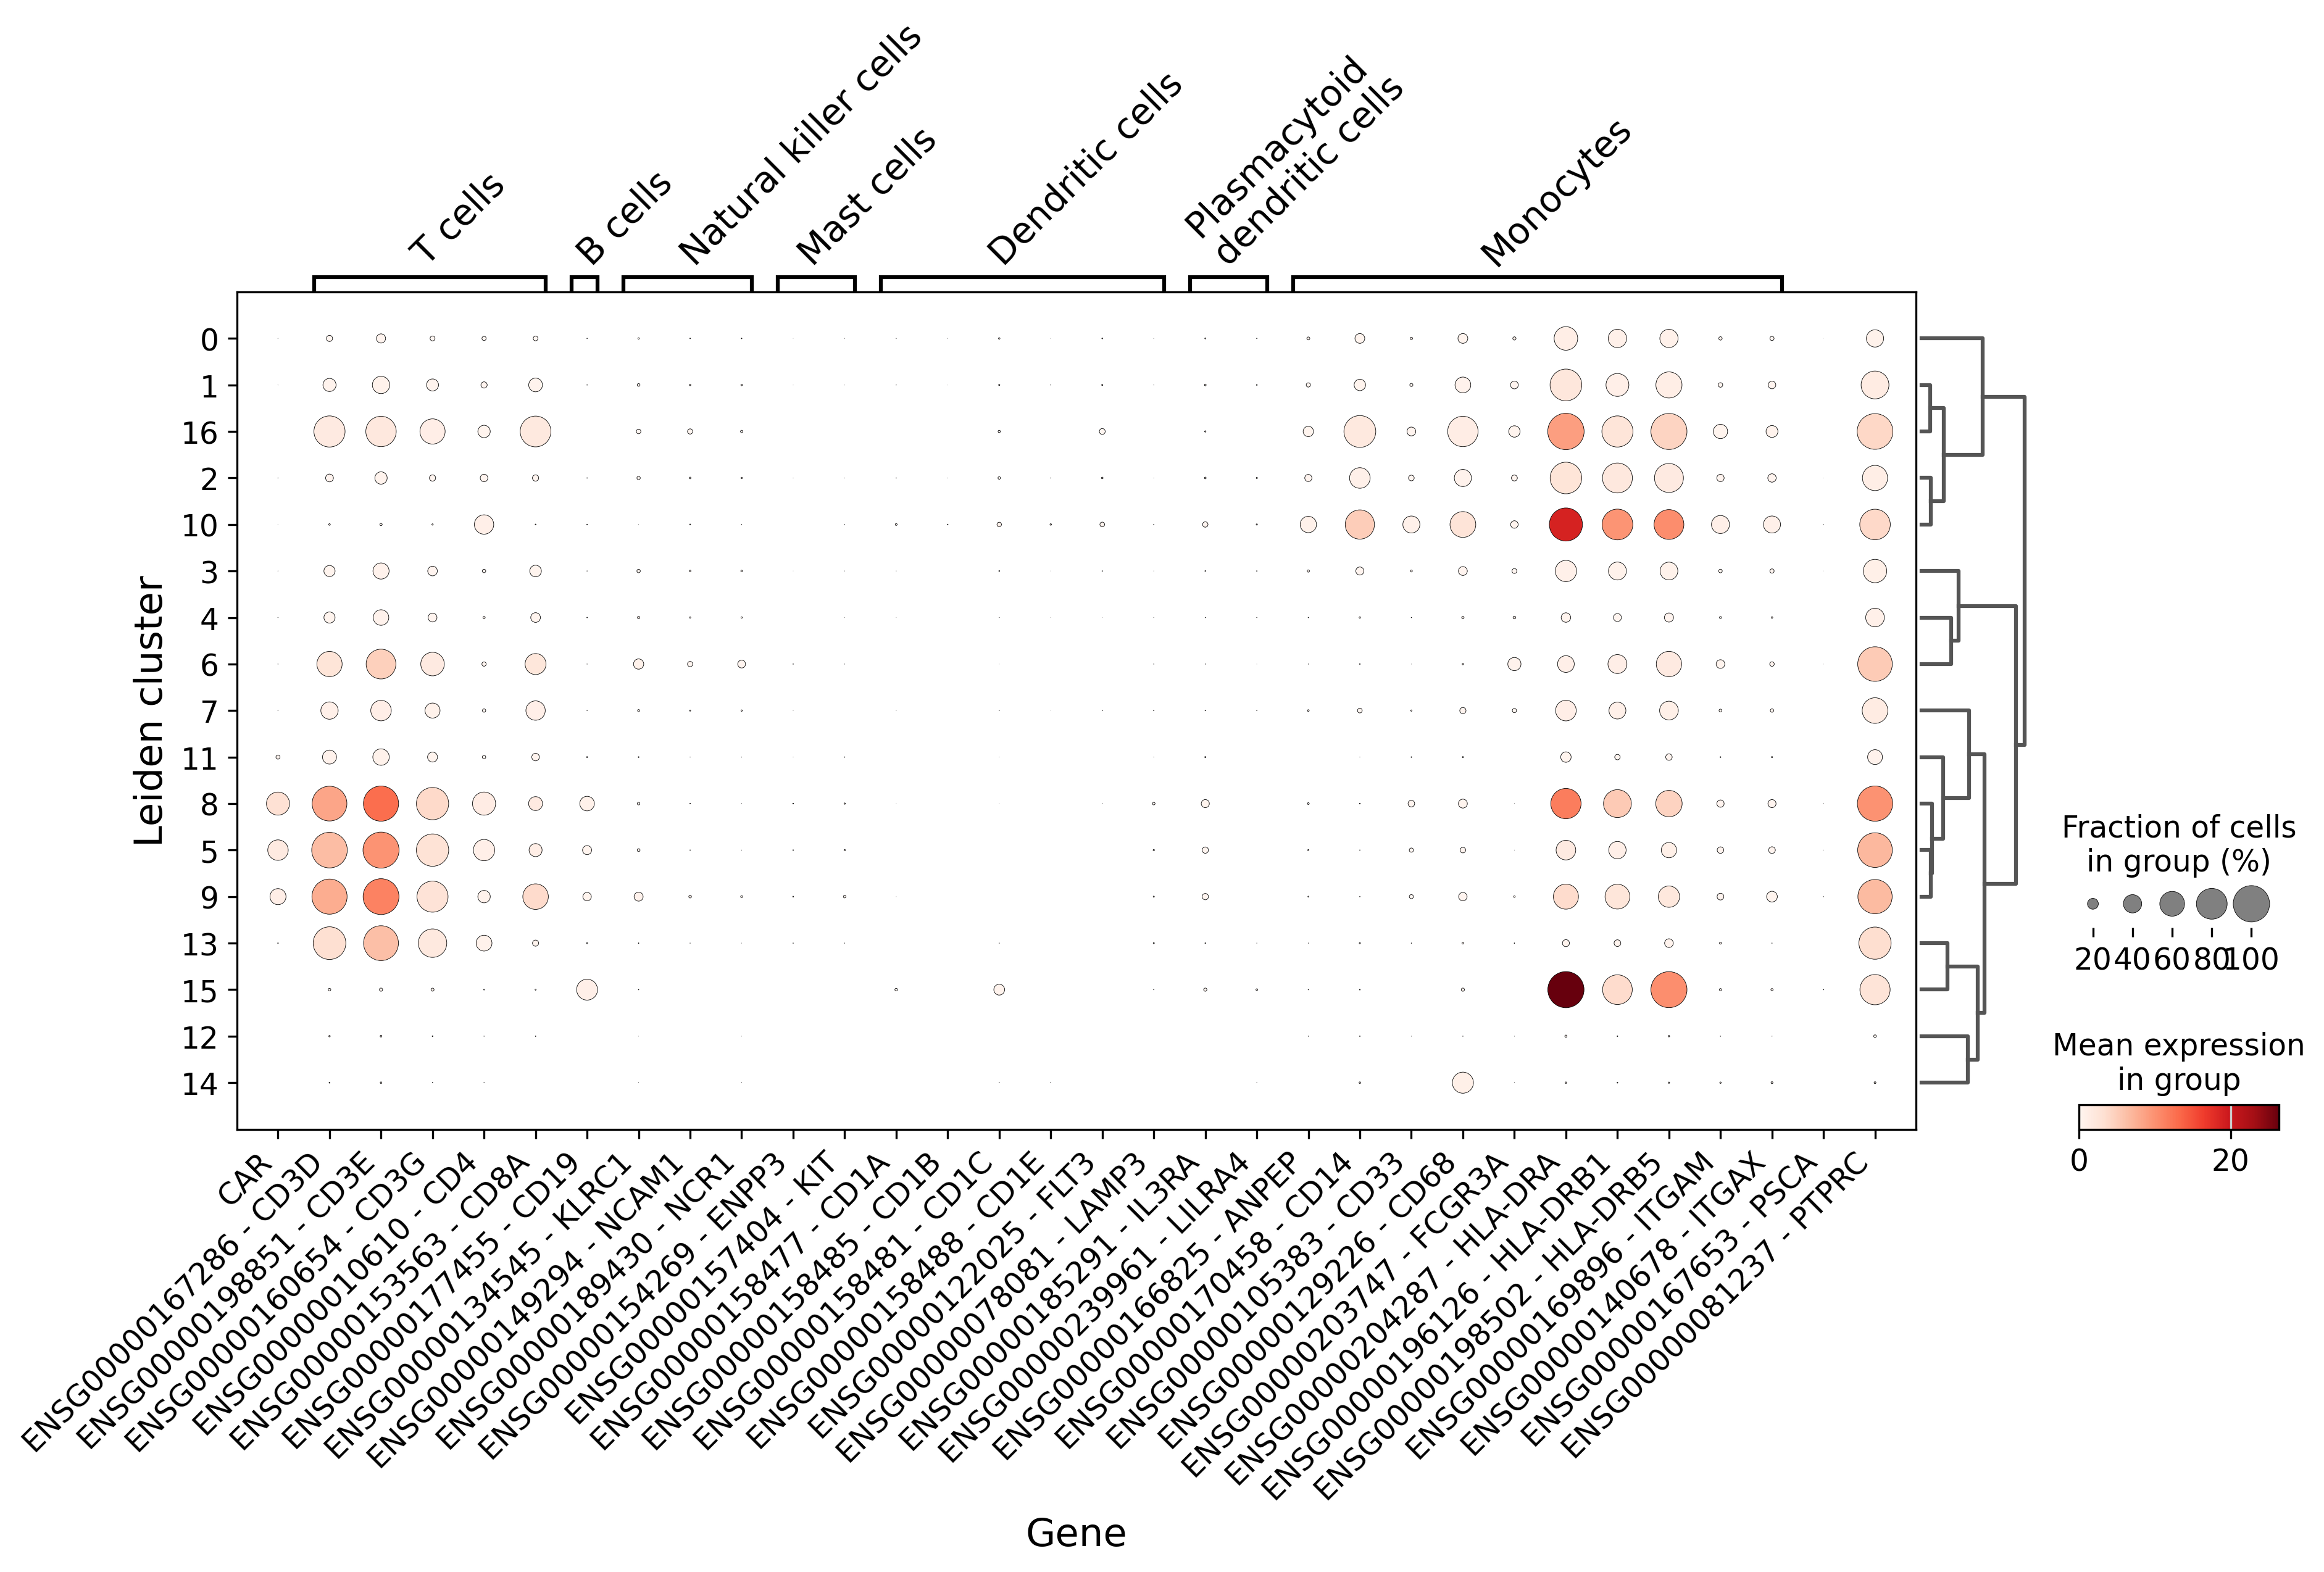 T cells
B cells
Natural killer cells
Mast cells
Dendritic cells
Plasmacytoid
dendritic cells
Monocytes
Leiden cluster
0
1
16
2
10
3
4
6
7
11
8
5
9
13
15
12
14
CAR
ENSG00000167286 - CD3D
ENSG00000198851 - CD3E
ENSG00000160654 - CD3G
ENSG00000010610 - CD4
ENSG00000153563 - CD8A
ENSG00000177455 - CD19
ENSG00000134545 - KLRC1
ENSG00000149294 - NCAM1
ENSG00000189430 - NCR1
ENSG00000154269 - ENPP3
ENSG00000157404 - KIT
ENSG00000158477 - CD1A
ENSG00000158485 - CD1B
ENSG00000158481 - CD1C
ENSG00000158488 - CD1E
ENSG00000122025 - FLT3
ENSG00000078081 - LAMP3
ENSG00000185291 - IL3RA
ENSG00000239961 - LILRA4
ENSG00000166825 - ANPEP
ENSG00000170458 - CD14
ENSG00000105383 - CD33
ENSG00000129226 - CD68
ENSG00000203747 - FCGR3A
ENSG00000204287 - HLA-DRA
ENSG00000196126 - HLA-DRB1
ENSG00000198502 - HLA-DRB5
ENSG00000169896 - ITGAM
ENSG00000140678 - ITGAX
ENSG00000167653 - PSCA
ENSG00000081237 - PTPRC
Gene
Fraction of cells
in group (%)
20 40 60 80 100
Mean expression
in group
0 20